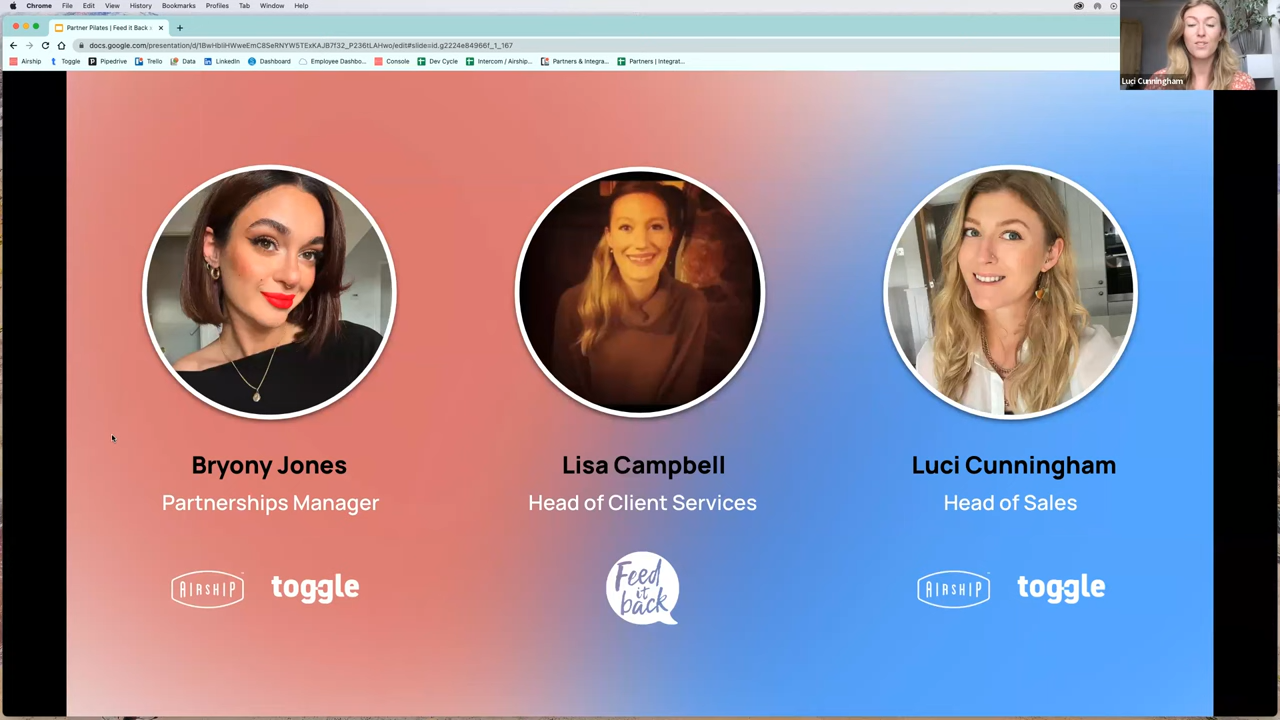 Chrome File Edit View History Bookmarks Profiles Tab Window Help
Partner Pilates | Feed it Back
docs.google.com/presentation/d/1BwHbliHWweEmC8SeRNYW5TExKAJB7f32_P236tLAHwo/edit#slide=id.g2224e84966f_1_167
Airship Toggle Pipedrive Trello Data LinkedIn Dashboard Employee Dashbo... Console Dev Cycle Intercom / Airship... Partners & Integra... Partners | Integrat...
Luci Cunningham
Bryony Jones
Partnerships Manager
AIRSHIP toggle
Lisa Campbell
Head of Client Services
Feed
it
back
Luci Cunningham
Head of Sales
AIRSHIP toggle